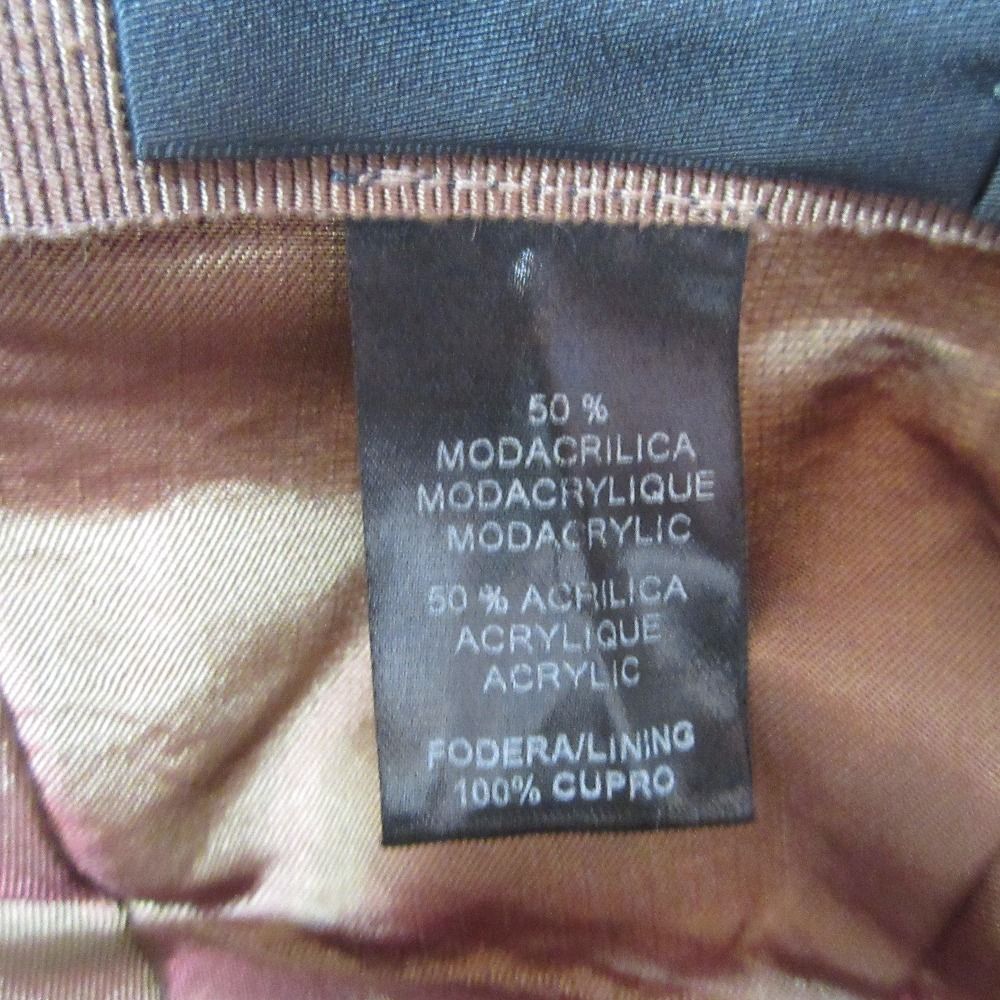 50 %
MODACRILICA
MODACRYLIQUE
MODACRYLIC
50 % ACRILICA
ACRYLIQUE
ACRYLIC
FODERA/LINING
100% CUPRO